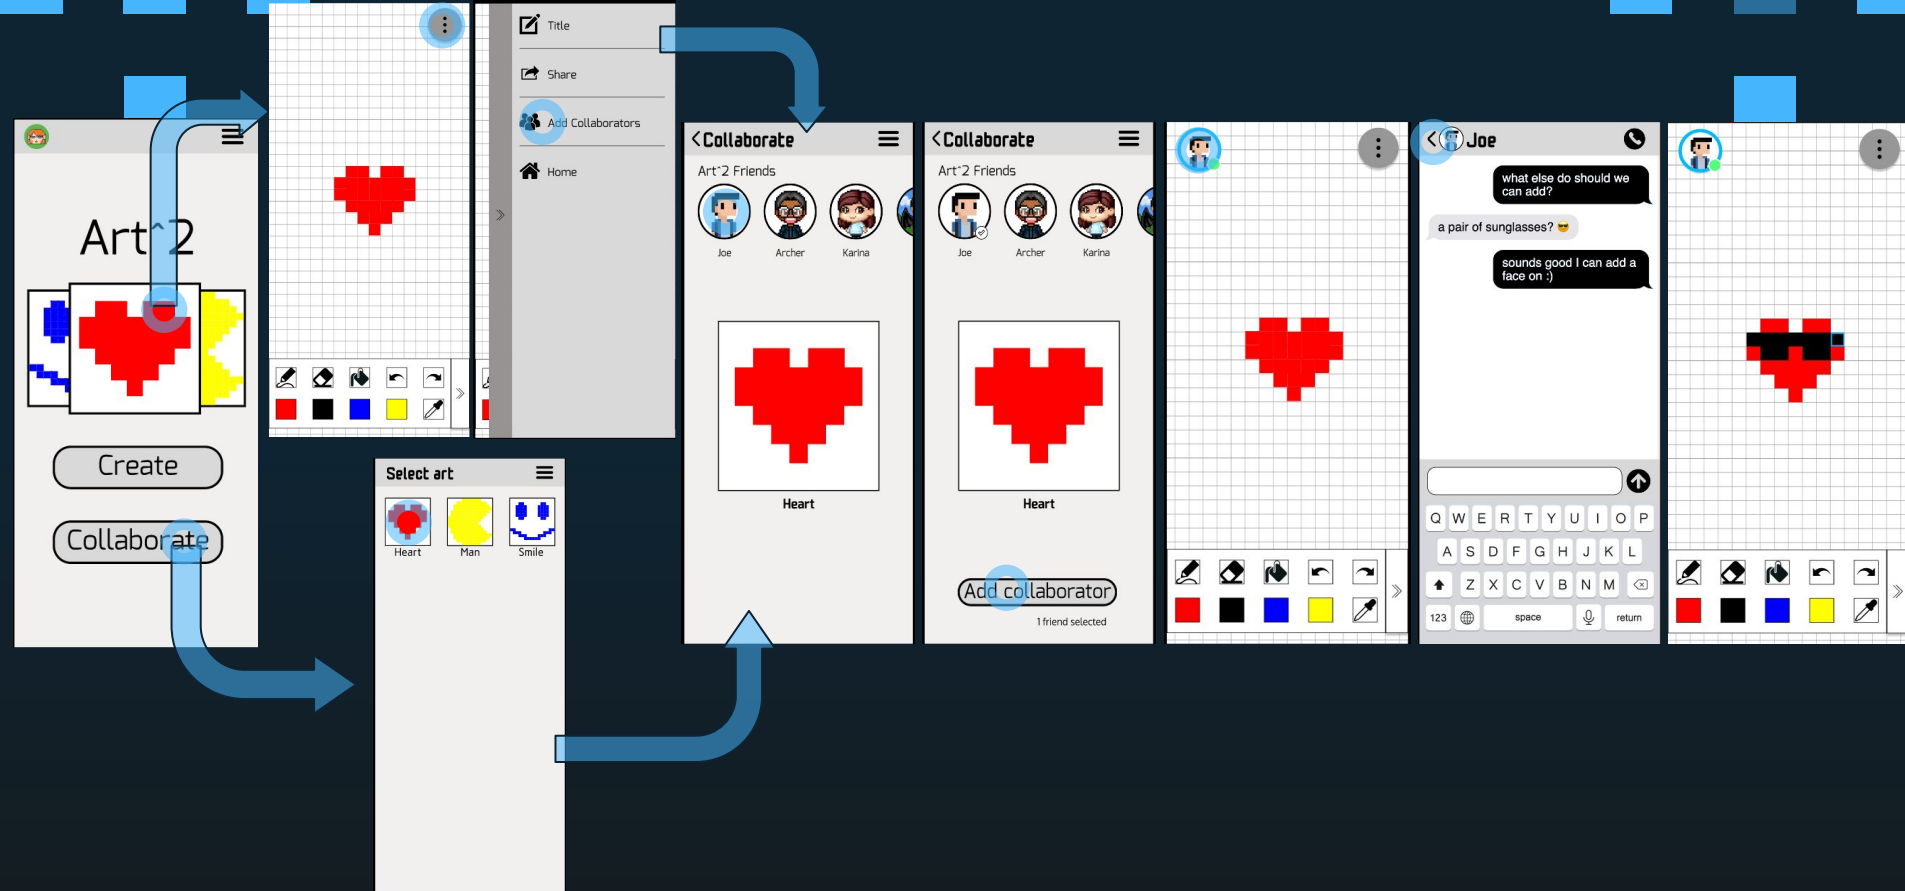 Art^2
Create
Collaborate
Title
Share
Add Collaborators
Home
Select art
Heart
Man
Smile
Collaborate
Art^2 Friends
Joe
Archer
Karina
Heart
Collaborate
Art^2 Friends
Joe
Archer
Karina
Heart
Add collaborator
1 friend selected
Joe
what else do should we
can add?
a pair of sunglasses? 😎
sounds good I can add a
face on :)
Q W E R T Y U I O P
A S D F G H J K L
Z X C V B N M
123 space return